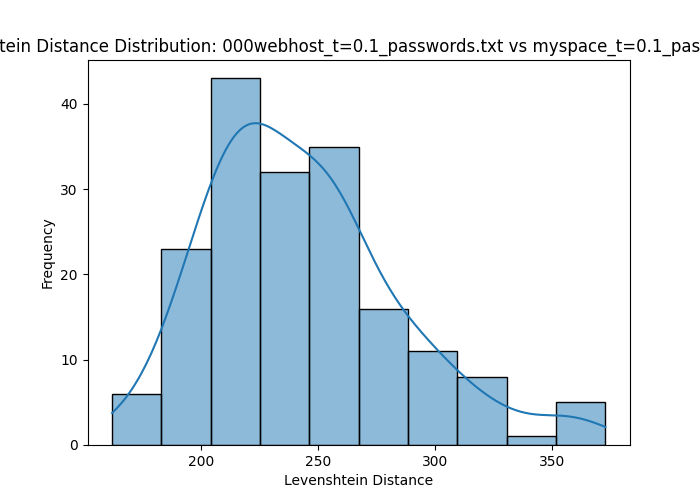 tein Distance Distribution: 000webhost_t=0.1_passwords.txt vs myspace_t=0.1_pas
40
30
20
10
0
Frequency
200 250 300 350
Levenshtein Distance